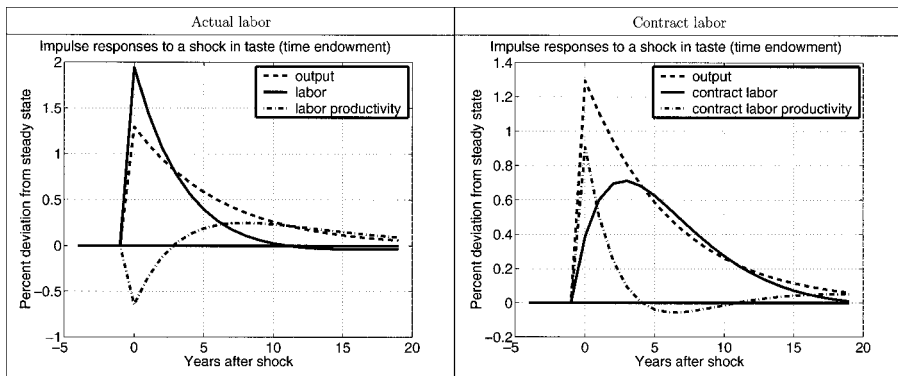 Actual labor
Contract labor
Impulse responses to a shock in taste (time endowment)
output
labor
labor productivity
Percent deviation from steady state
2
1.5
1
0.5
0
−0.5
−1
−5
0
5
10
15
20
Years after shock
Impulse responses to a shock in taste (time endowment)
output
contract labor
contract labor productivity
Percent deviation from steady state
1.4
1.2
1
0.8
0.6
0.4
0.2
0
−0.2
−5
0
5
10
15
20
Years after shock